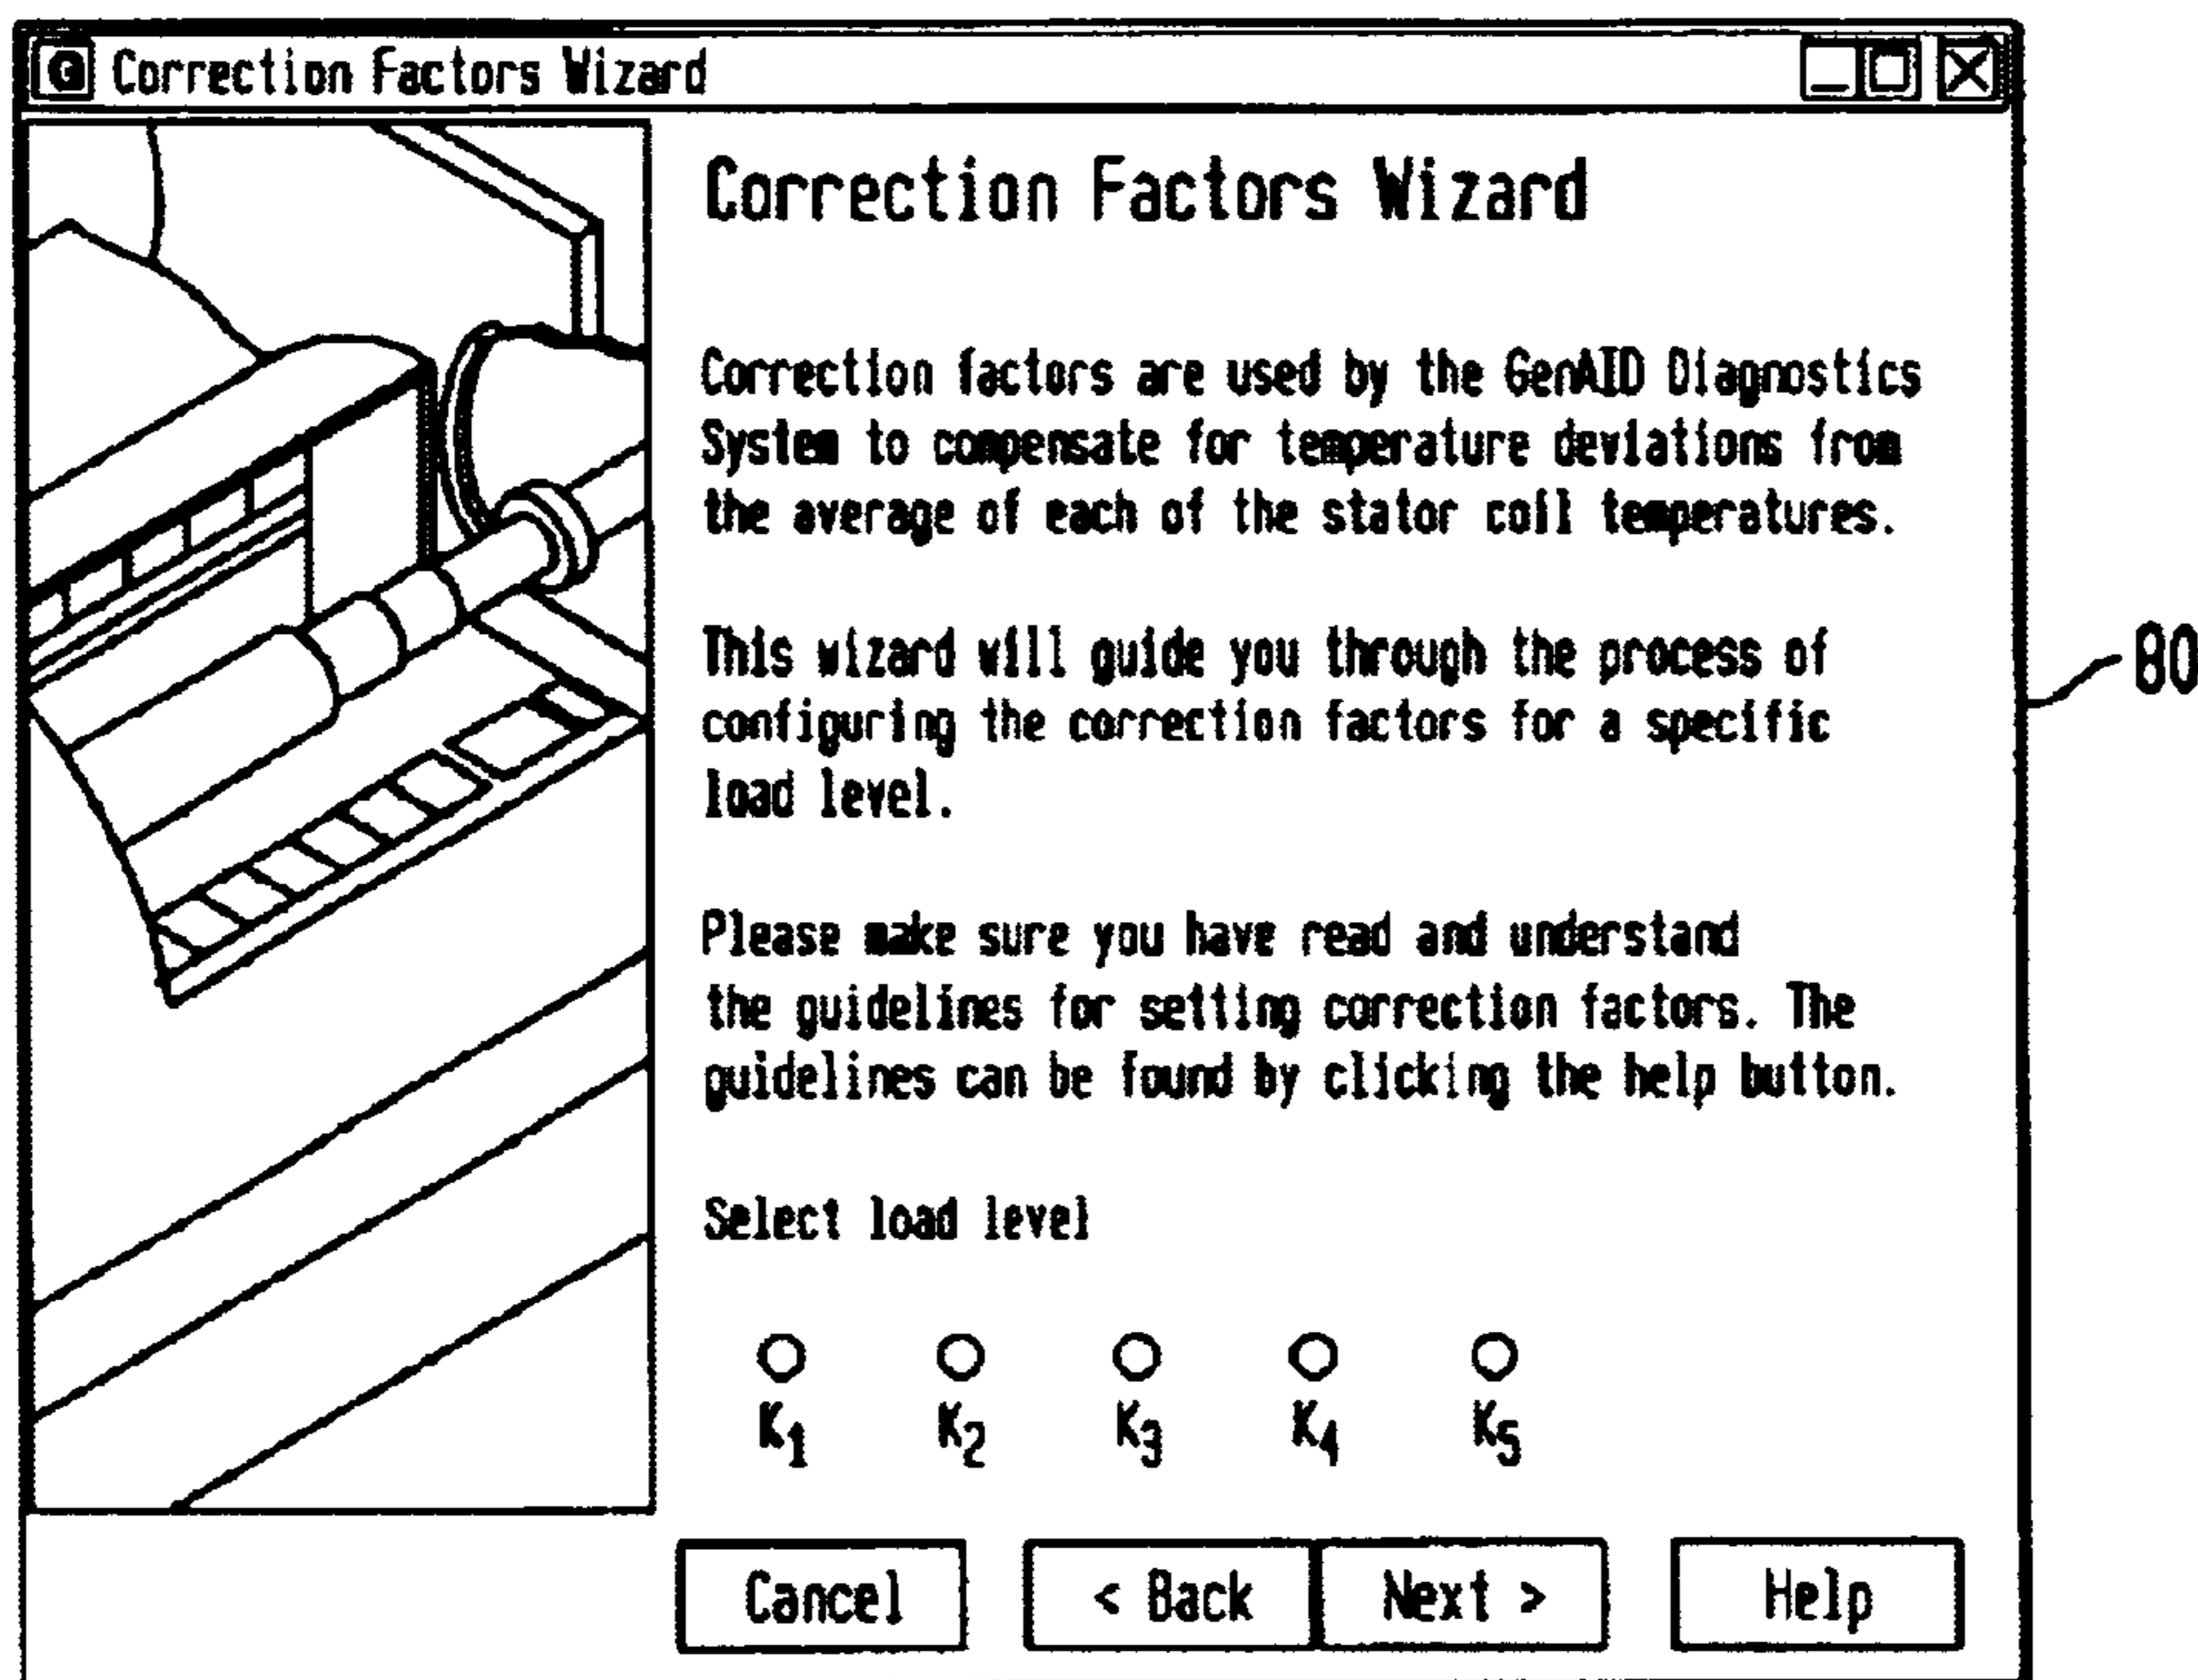 Correction Factors Wizard
Correction Factors Wizard
Correction factors are used by the GenAID Diagnostics
System to compensate for temperature deviations from
the average of each of the stator coil temperatures.
This wizard will guide you through the process of
configuring the correction factors for a specific
load level.
80
Please make sure you have read and understand
the guidelines for setting correction factors. The
guidelines can be found by clicking the help button.
Select load level
K1 K2 K3 K4 K5
Cancel < Back Next > Help